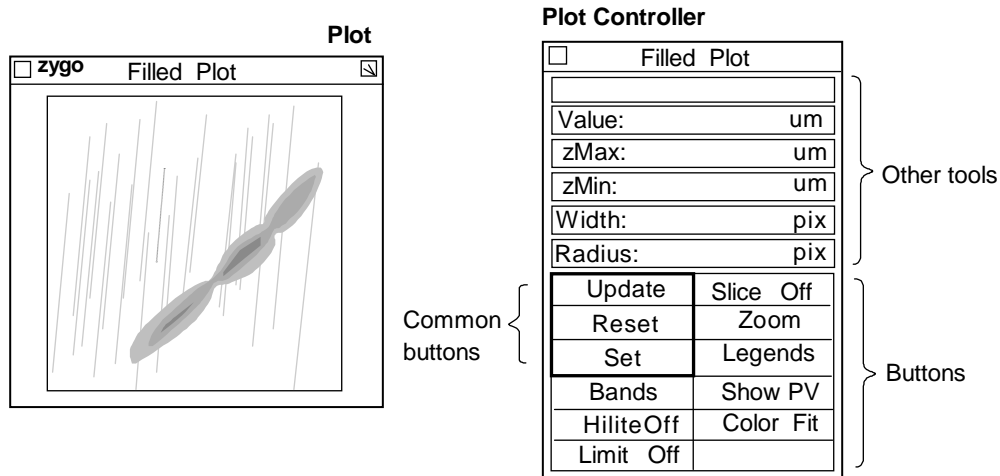 Plot Controller
Plot
zygo Filled Plot
Filled Plot
Value: um
zMax: um
zMin: um
Width: pix
Radius: pix
Other tools
Update Slice Off
Reset Zoom
Set Legends
Bands Show PV
HiliteOff Color Fit
Limit Off
Common
buttons
Buttons